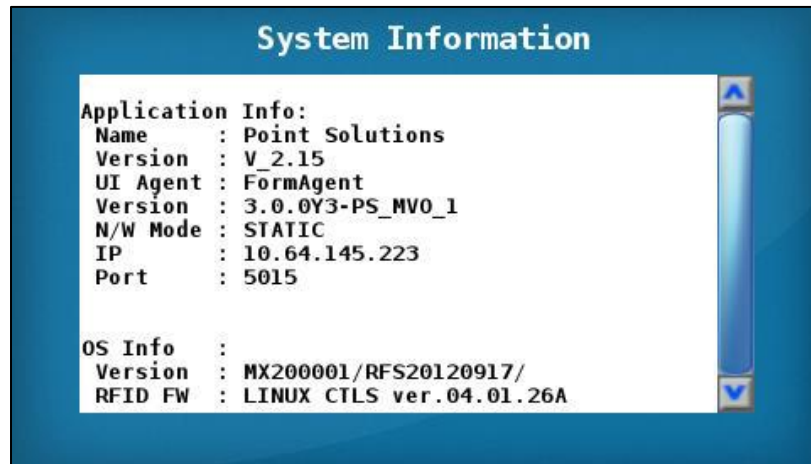 System Information
Application Info:
Name : Point Solutions
Version : V_2.15
UI Agent : FormAgent
Version : 3.0.0Y3-PS_MVO_1
N/W Mode : STATIC
IP : 10.64.145.223
Port : 5015
OS Info :
Version : MX200001/RFS20120917/
RFID FW : LINUX CTLS ver.04.01.26A